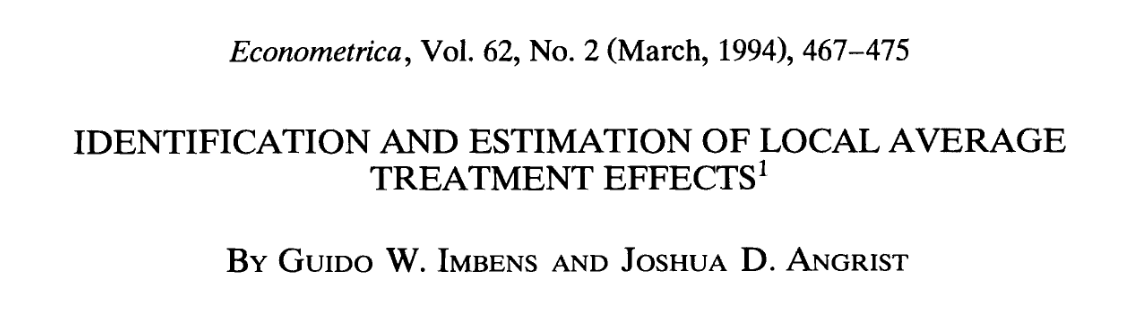 Econometrica, Vol. 62, No. 2 (March, 1994), 467–475
IDENTIFICATION AND ESTIMATION OF LOCAL AVERAGE
TREATMENT EFFECTS¹
BY GUIDO W. IMBENS AND JOSHUA D. ANGRIST